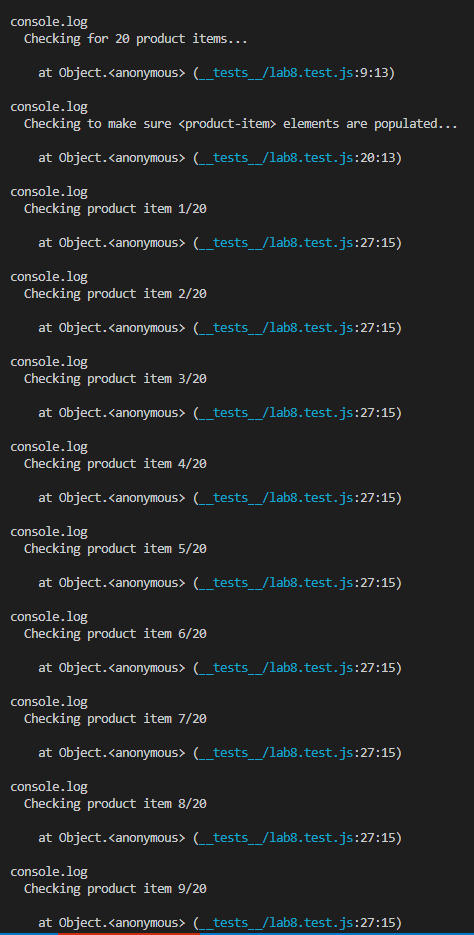 console.log
Checking for 20 product items...
at Object.<anonymous> (__tests__/lab8.test.js:9:13)
console.log
Checking to make sure <product-item> elements are populated...
at Object.<anonymous> (__tests__/lab8.test.js:20:13)
console.log
Checking product item 1/20
at Object.<anonymous> (__tests__/lab8.test.js:27:15)
console.log
Checking product item 2/20
at Object.<anonymous> (__tests__/lab8.test.js:27:15)
console.log
Checking product item 3/20
at Object.<anonymous> (__tests__/lab8.test.js:27:15)
console.log
Checking product item 4/20
at Object.<anonymous> (__tests__/lab8.test.js:27:15)
console.log
Checking product item 5/20
at Object.<anonymous> (__tests__/lab8.test.js:27:15)
console.log
Checking product item 6/20
at Object.<anonymous> (__tests__/lab8.test.js:27:15)
console.log
Checking product item 7/20
at Object.<anonymous> (__tests__/lab8.test.js:27:15)
console.log
Checking product item 8/20
at Object.<anonymous> (__tests__/lab8.test.js:27:15)
console.log
Checking product item 9/20
at Object.<anonymous> (__tests__/lab8.test.js:27:15)